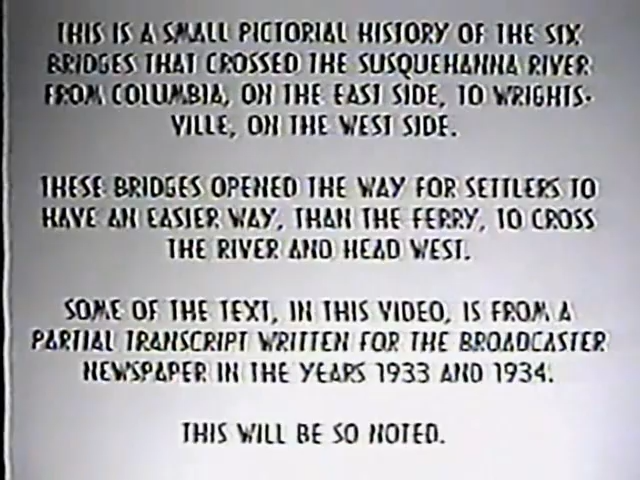 THIS IS A SMALL PICTORIAL HISTORY OF THE SIX
BRIDGES THAT CROSSED THE SUSQUEHANNA RIVER
FROM COLUMBIA, ON THE EAST SIDE, TO WRIGHTS-
VILLE, ON THE WEST SIDE.
THESE BRIDGES OPENED THE WAY FOR SETTLERS TO
HAVE AN EASIER WAY, THAN THE FERRY, TO CROSS
THE RIVER AND HEAD WEST.
SOME OF THE TEXT, IN THIS VIDEO, IS FROM A
PARTIAL TRANSCRIPT WRITTEN FOR THE BROADCASTER
NEWSPAPER IN THE YEARS 1933 AND 1934.
THIS WILL BE SO NOTED.